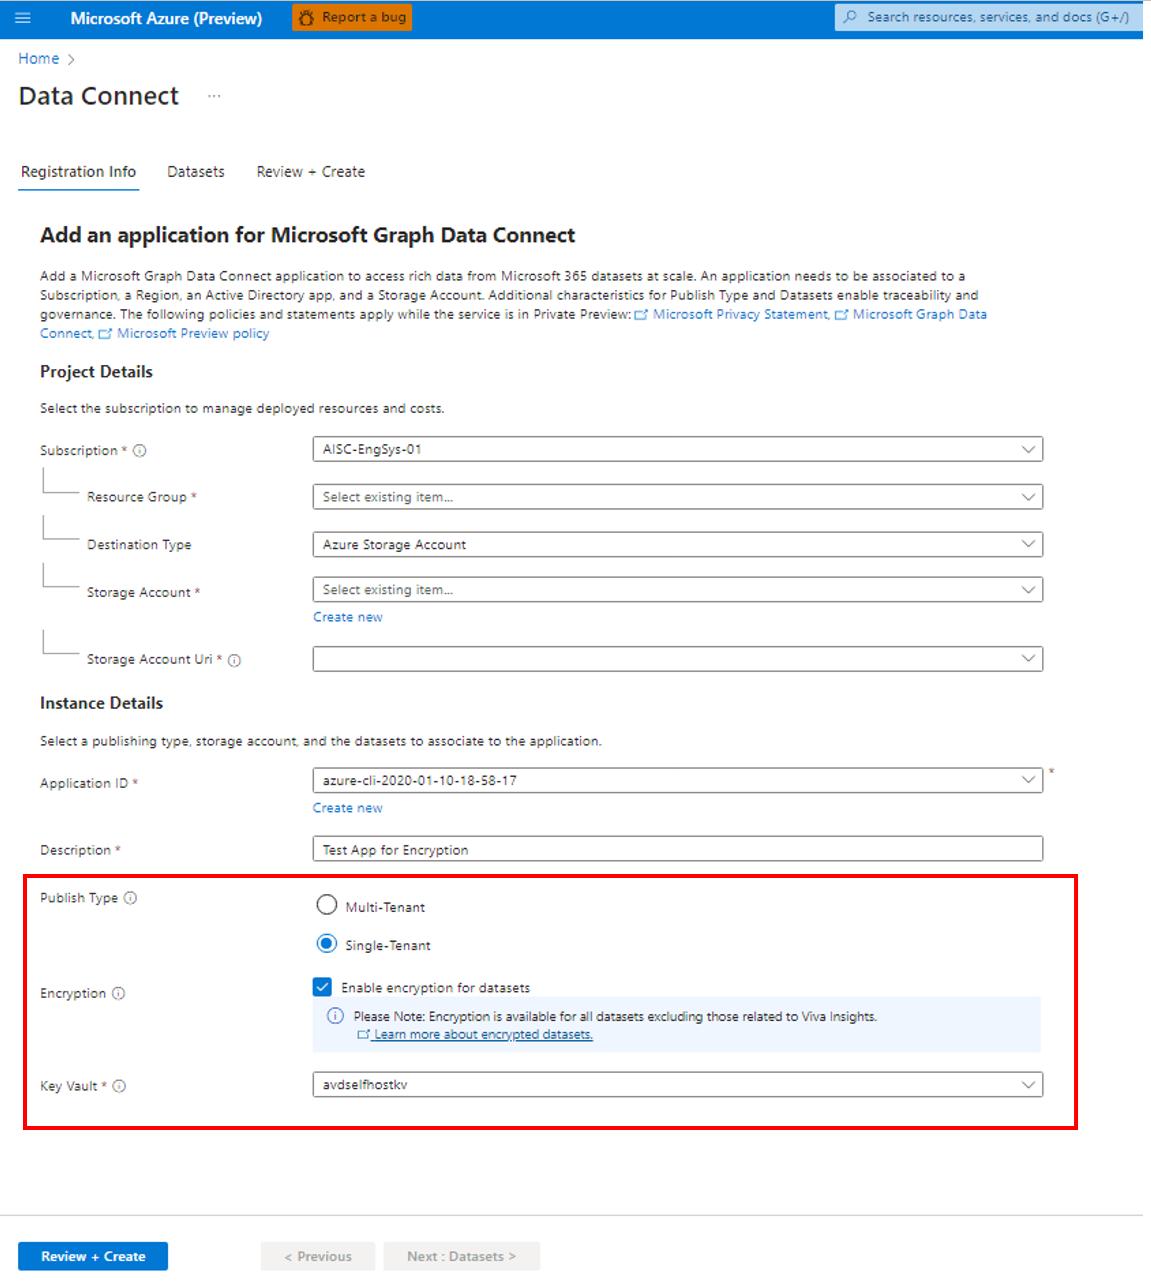 Microsoft Azure (Preview)
Report a bug
Search resources, services, and docs (G+/)
Home >
Data Connect ...
Registration Info
Datasets
Review + Create
Add an application for Microsoft Graph Data Connect
Add a Microsoft Graph Data Connect application to access rich data from Microsoft 365 datasets at scale. An application needs to be associated to a
Subscription, a Region, an Active Directory app, and a Storage Account. Additional characteristics for Publish Type and Datasets enable traceability and
governance. The following policies and statements apply while the service is in Private Preview: Microsoft Privacy Statement, Microsoft Graph Data
Connect, Microsoft Preview policy
Project Details
Select the subscription to manage deployed resources and costs.
Subscription *
AISC-EngSys-01
Resource Group *
Select existing item...
Destination Type
Azure Storage Account
Storage Account *
Select existing item...
Create new
Storage Account Uri *
Instance Details
Select a publishing type, storage account, and the datasets to associate to the application.
Application ID *
azure-cli-2020-01-10-18-58-17
*
Create new
Description *
Test App for Encryption
Publish Type
Multi-Tenant
Single-Tenant
Encryption
Enable encryption for datasets
Please Note: Encryption is available for all datasets excluding those related to Viva Insights.
Learn more about encrypted datasets.
Key Vault *
avdselfhostkv
Review + Create
< Previous
Next : Datasets >